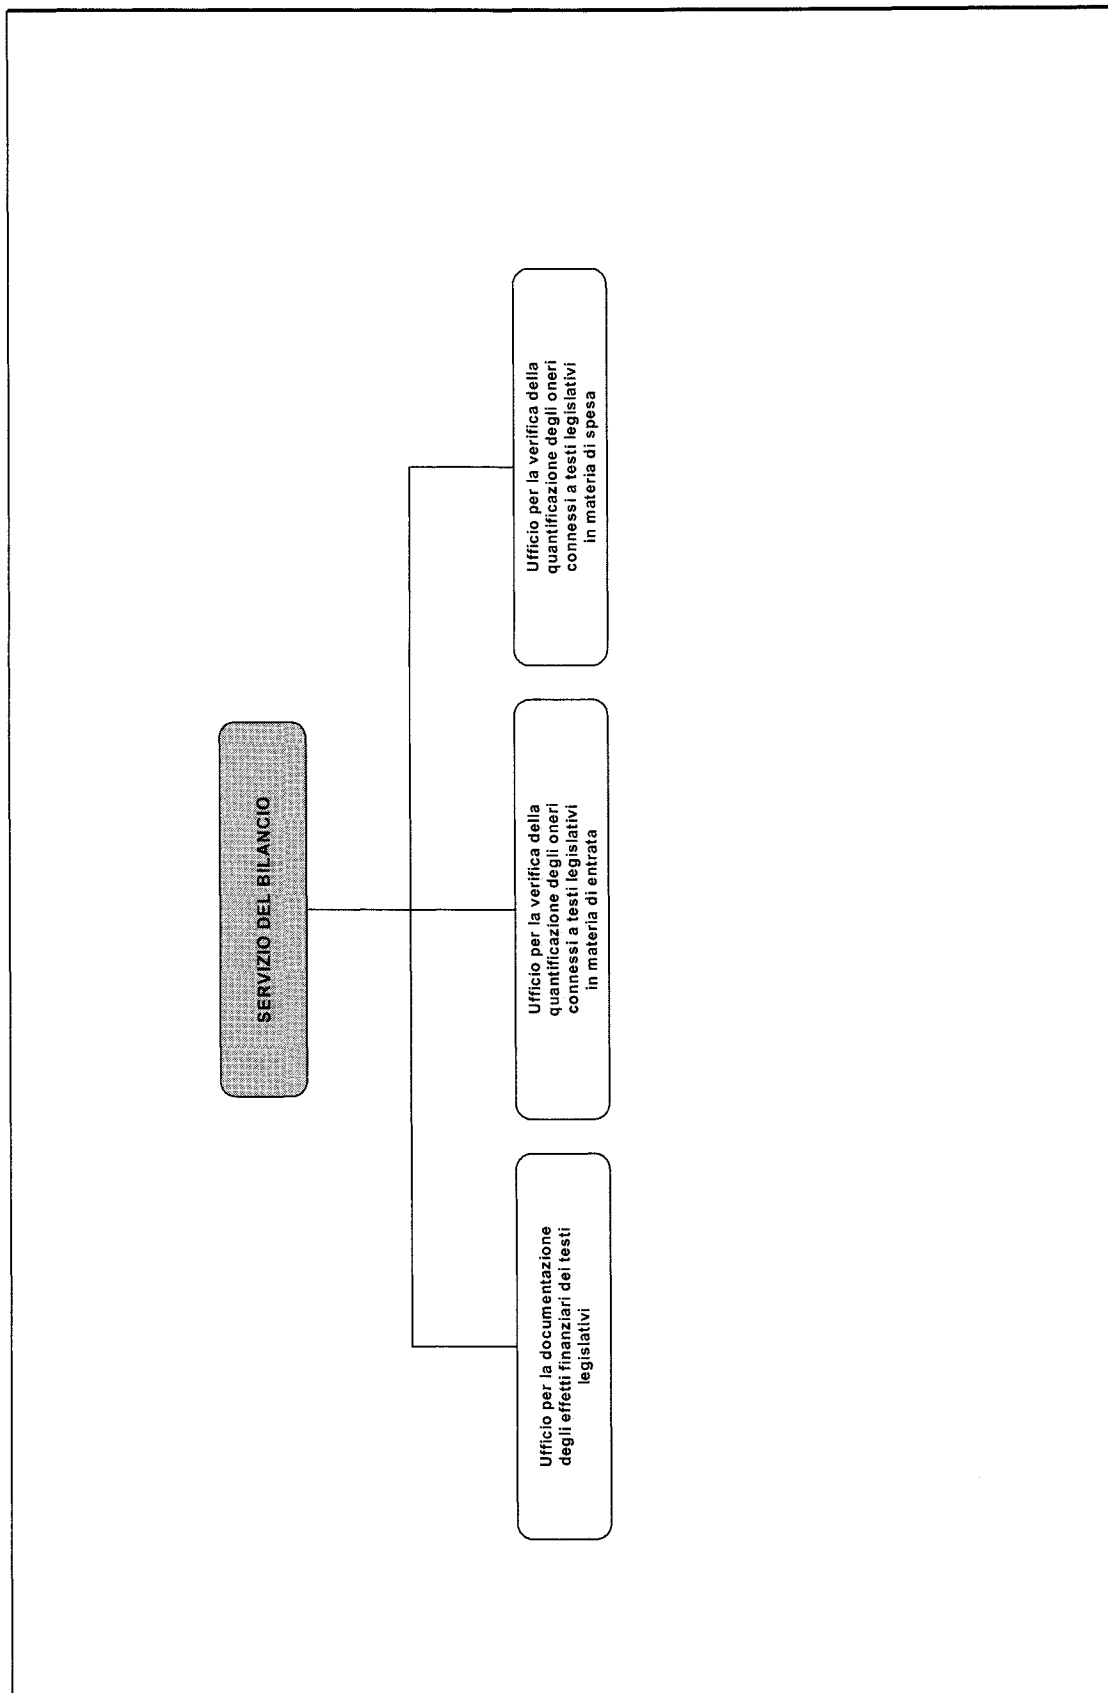 SERVIZIO DEL BILANCIO
Ufficio per la documentazione
degli effetti finanziari dei testi
legislativi
Ufficio per la verifica della
quantificazione degli oneri
connessi a testi legislativi
in materia di entrata
Ufficio per la verifica della
quantificazione degli oneri
connessi a testi legislativi
in materia di spesa